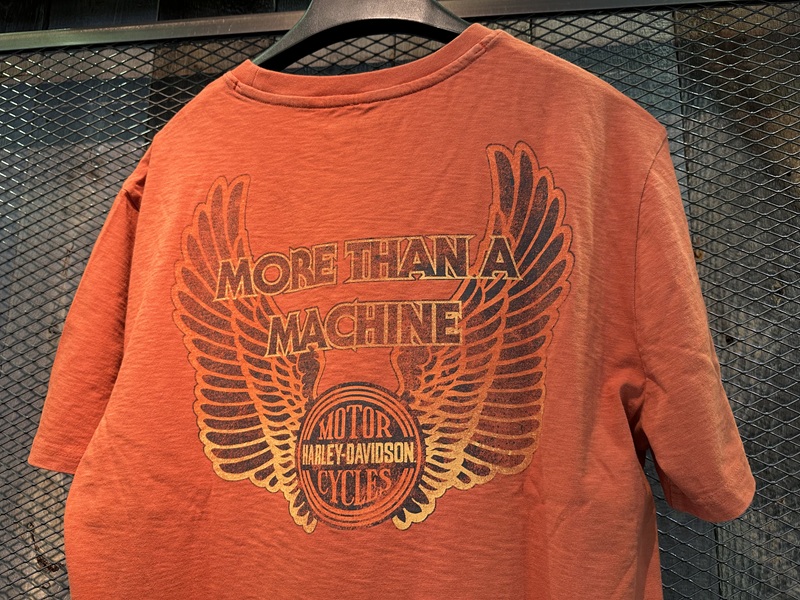 MORE THAN A
MACHINE
MOTOR
HARLEY-DAVIDSON
CYCLES